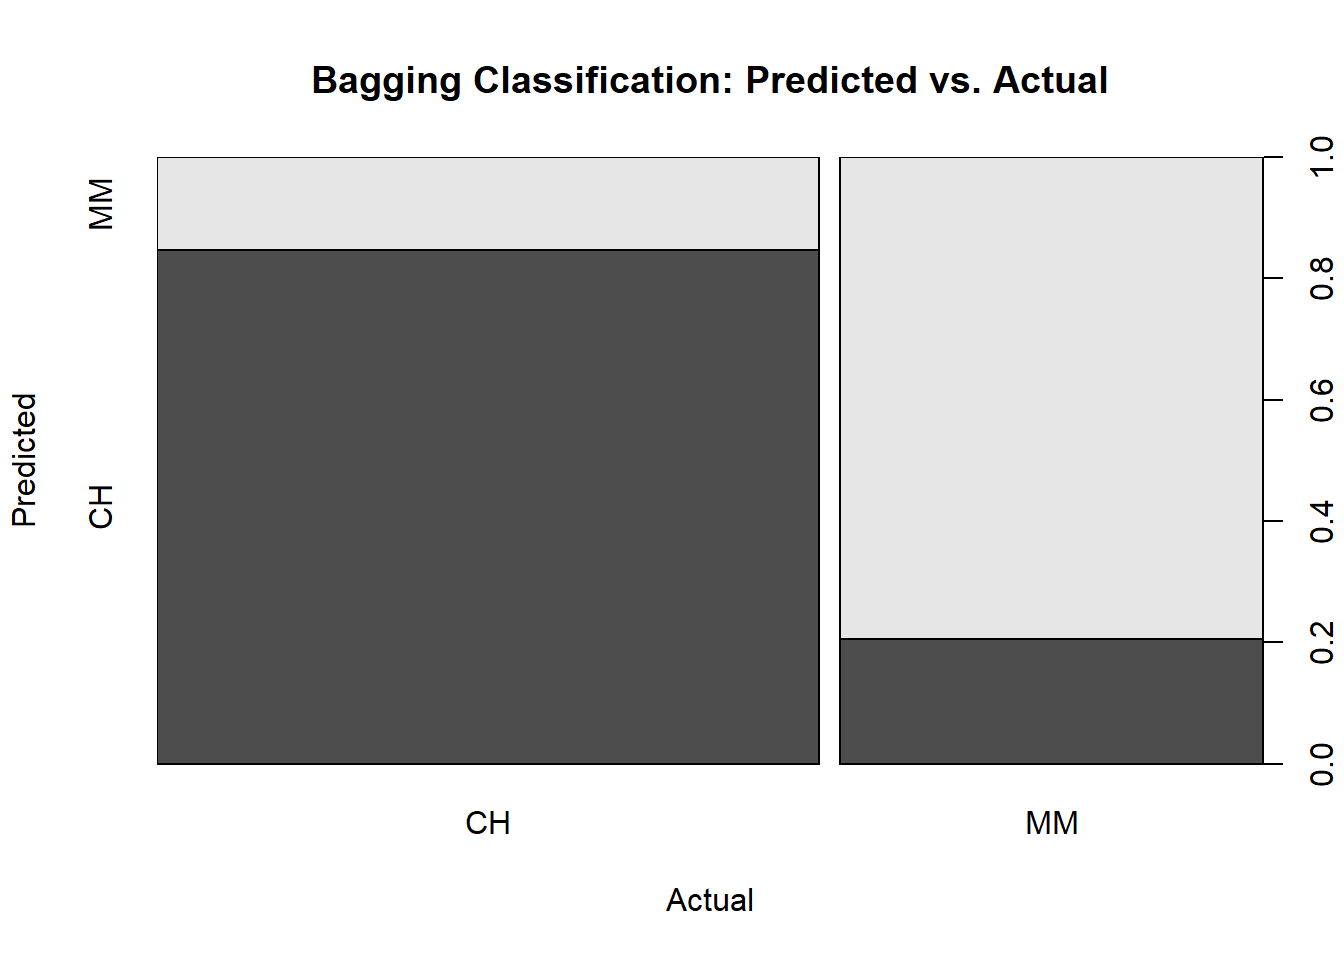 Bagging Classification: Predicted vs. Actual
MM
CH
Predicted
1.0
0.8
0.6
0.4
0.2
0.0
CH
MM
Actual